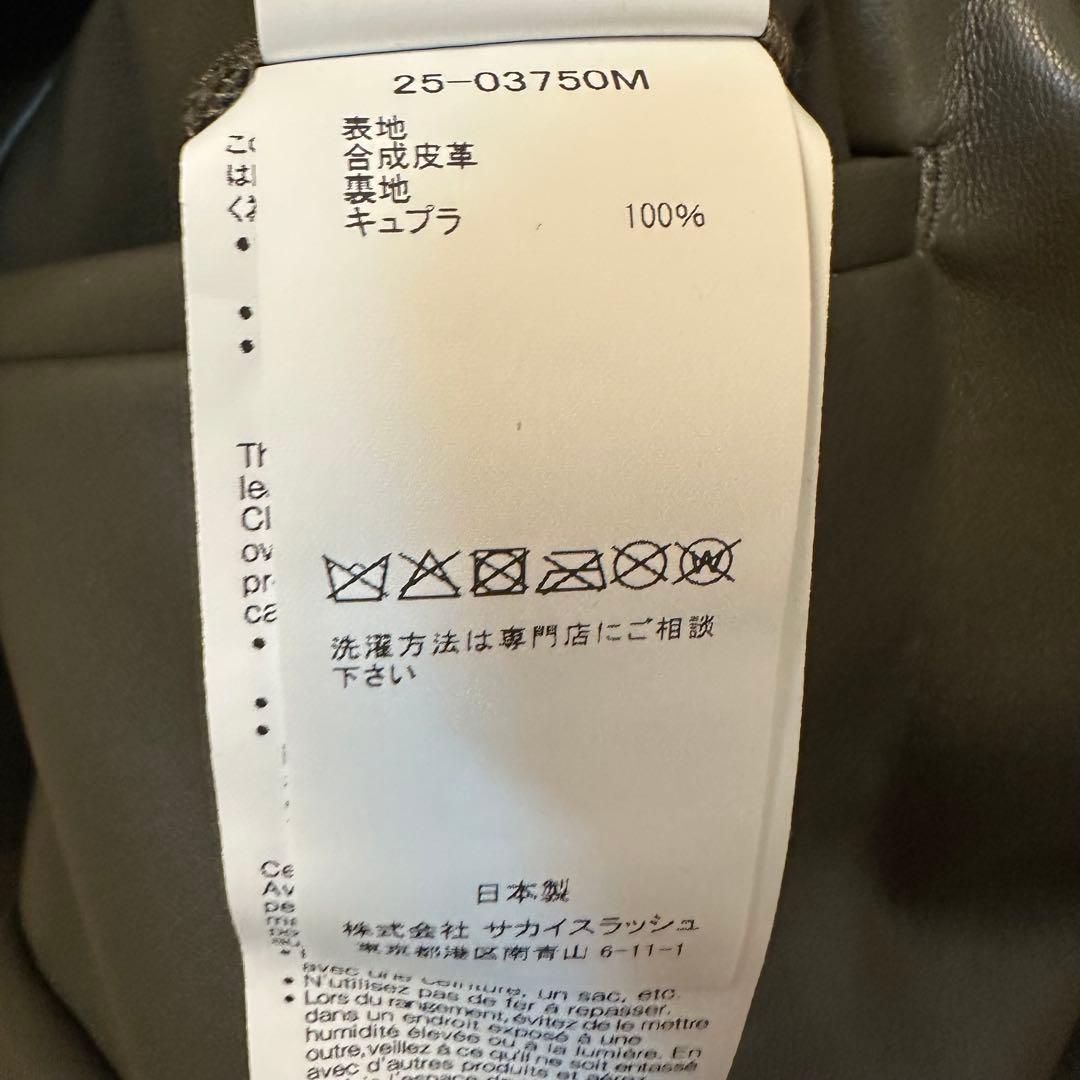 25-03750M
表地
合成皮革
裏地
キュプラ 100%
洗濯方法は専門店にご相談
下さい
日本製
株式会社 サカイスラッシュ
東京都港区南青山 6-11-1
avec une ceinture, un sac, etc.
• N'utilisez pas de fer à repasser.
• Lors du rangement, évitez de le mettre
dans un endroit exposé à une
humidité élevée ou à la lumière. En
outre, veillez à ce qu'il ne soit entassé
avec d'autres produits et